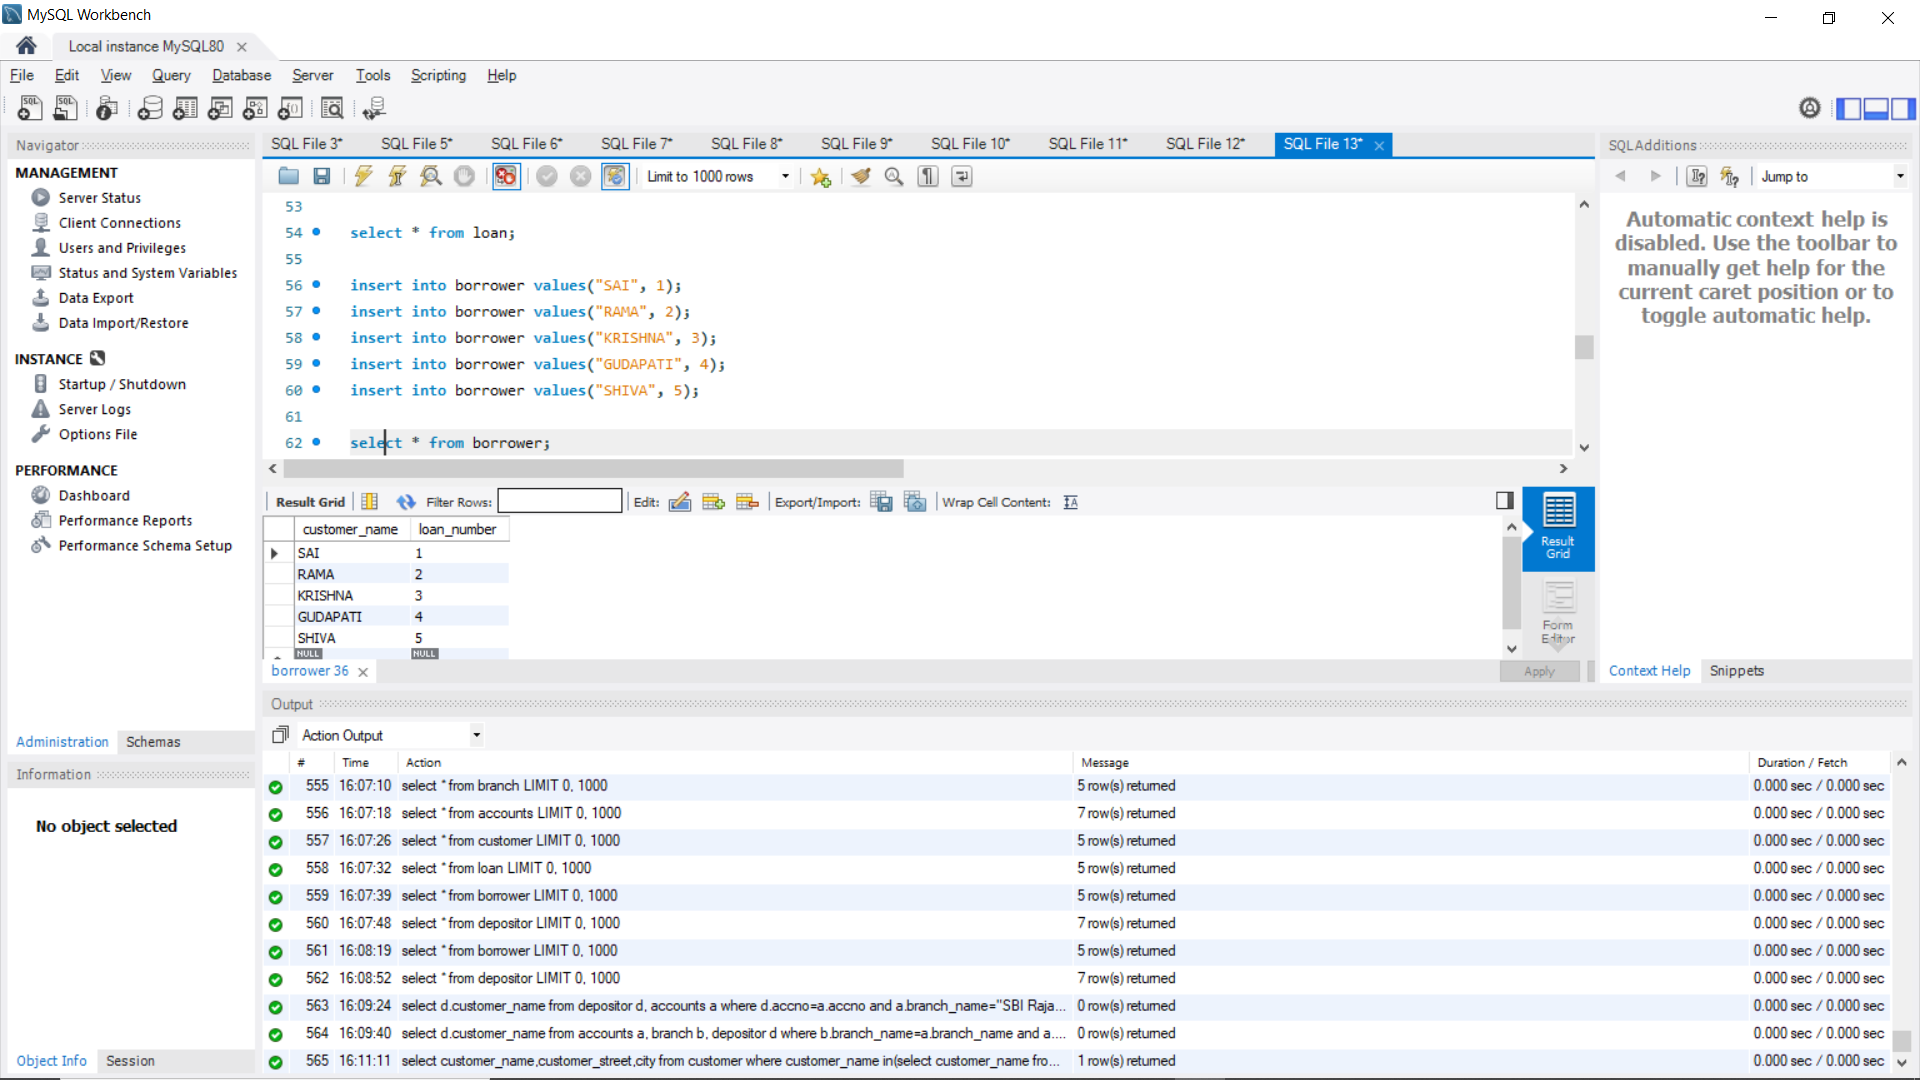 MySQL Workbench
Local instance MySQL80
File Edit View Query Database Server Tools Scripting Help
Navigator
MANAGEMENT
Server Status
Client Connections
Users and Privileges
Status and System Variables
Data Export
Data Import/Restore
INSTANCE
Startup / Shutdown
Server Logs
Options File
PERFORMANCE
Dashboard
Performance Reports
Performance Schema Setup
Administration Schemas
Information
No object selected
Object Info Session
SQL File 3* SQL File 5* SQL File 6* SQL File 7* SQL File 8* SQL File 9* SQL File 10* SQL File 11* SQL File 12* SQL File 13*
Limit to 1000 rows
53
54 select * from loan;
55
56 insert into borrower values("SAI", 1);
57 insert into borrower values("RAMA", 2);
58 insert into borrower values("KRISHNA", 3);
59 insert into borrower values("GUDAPATI", 4);
60 insert into borrower values("SHIVA", 5);
61
62 select * from borrower;
Result Grid Filter Rows: Edit: Export/Import: Wrap Cell Content:
customer_name loan_number
SAI 1
RAMA 2
KRISHNA 3
GUDAPATI 4
SHIVA 5
NULL NULL
Result
Grid
Form
Editor
borrower 36
Apply
SQLAdditions
Jump to
Automatic context help is
disabled. Use the toolbar to
manually get help for the
current caret position or to
toggle automatic help.
Context Help Snippets
Output
Action Output
# Time Action Message Duration / Fetch
555 16:07:10 select * from branch LIMIT 0, 1000 5 row(s) returned 0.000 sec / 0.000 sec
556 16:07:18 select * from accounts LIMIT 0, 1000 7 row(s) returned 0.000 sec / 0.000 sec
557 16:07:26 select * from customer LIMIT 0, 1000 5 row(s) returned 0.000 sec / 0.000 sec
558 16:07:32 select * from loan LIMIT 0, 1000 5 row(s) returned 0.000 sec / 0.000 sec
559 16:07:39 select * from borrower LIMIT 0, 1000 5 row(s) returned 0.000 sec / 0.000 sec
560 16:07:48 select * from depositor LIMIT 0, 1000 7 row(s) returned 0.000 sec / 0.000 sec
561 16:08:19 select * from borrower LIMIT 0, 1000 5 row(s) returned 0.000 sec / 0.000 sec
562 16:08:52 select * from depositor LIMIT 0, 1000 7 row(s) returned 0.000 sec / 0.000 sec
563 16:09:24 select d.customer_name from depositor d, accounts a where d.accno=a.accno and a.branch_name="SBI Raja... 0 row(s) returned 0.000 sec / 0.000 sec
564 16:09:40 select d.customer_name from accounts a, branch b, depositor d where b.branch_name=a.branch_name and a.... 0 row(s) returned 0.000 sec / 0.000 sec
565 16:11:11 select customer_name,customer_street,city from customer where customer_name in(select customer_name fro... 1 row(s) returned 0.000 sec / 0.000 sec